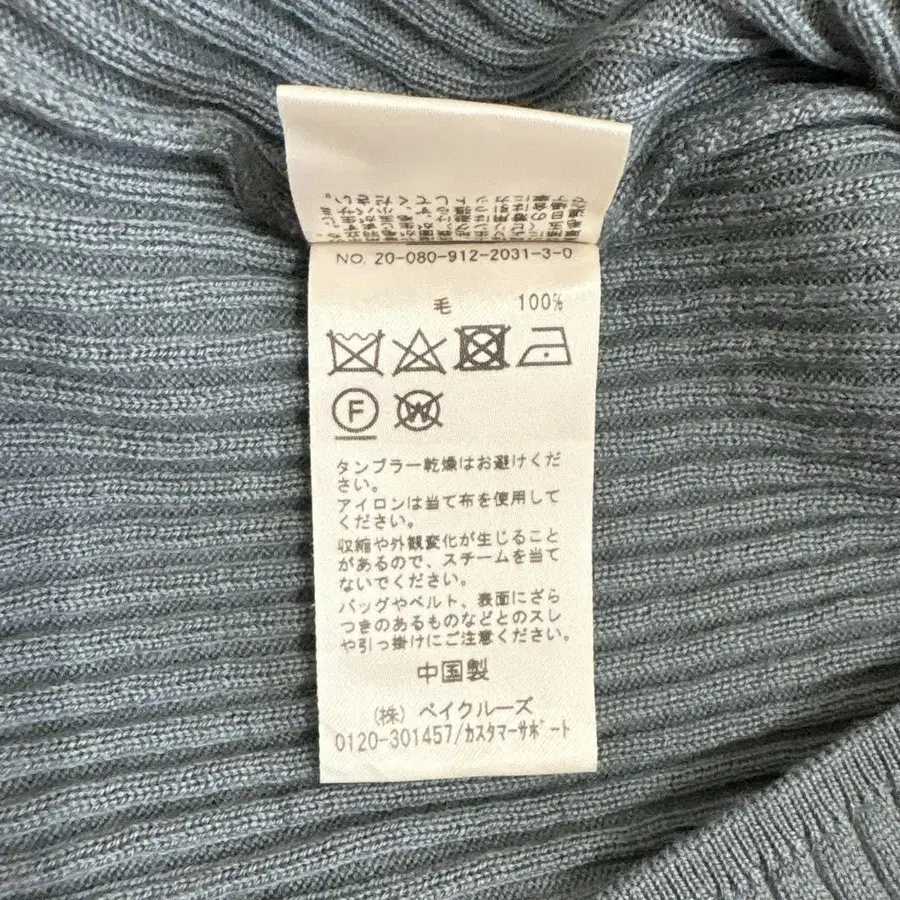 NO. 20-080-912-2031-3-0
毛 100%
F
W
タンブラー乾燥はお避けくだ
さい。
アイロンは当て布を使用して
ください。
収縮や外観変化が生じること
があるので、スチームを当て
ないでください。
バッグやベルト、表面にざら
つきのあるものなどとのスレ
や引っ掛けにご注意ください。
中国製
(株) ベイクルーズ
0120-301457/カスタマーサポート